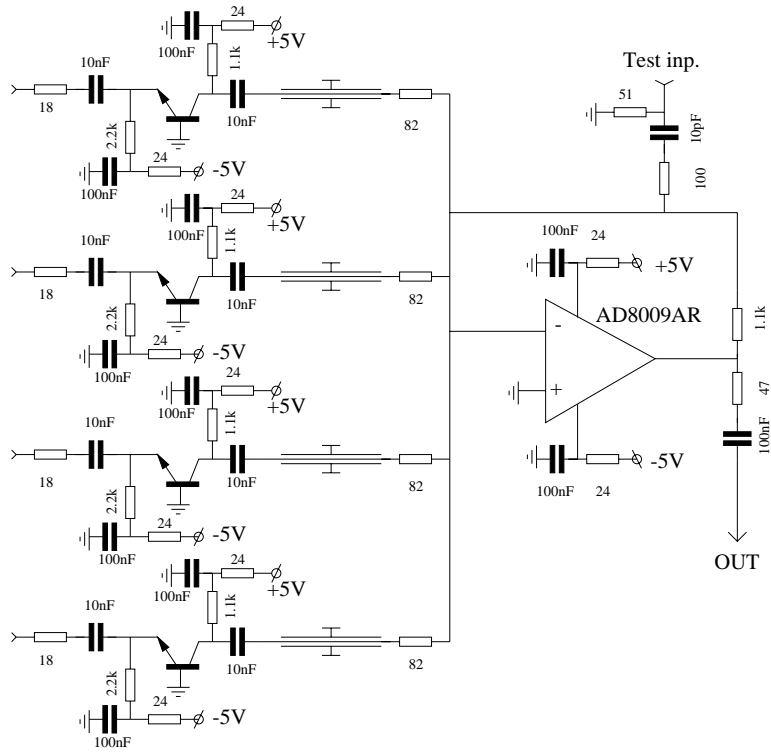 24
100nF
+5V
10nF
1.1k
18
10nF
82
2.2k
24
-5V
100nF
24
100nF
+5V
10nF
1.1k
18
10nF
82
2.2k
24
-5V
100nF
24
100nF
+5V
10nF
1.1k
18
10nF
82
2.2k
24
-5V
100nF
24
100nF
+5V
10nF
1.1k
18
10nF
82
2.2k
24
-5V
100nF
Test inp.
51
10pF
100
100nF
24
+5V
AD8009AR
-
+
1.1k
47
100nF
-5V
100nF
24
OUT